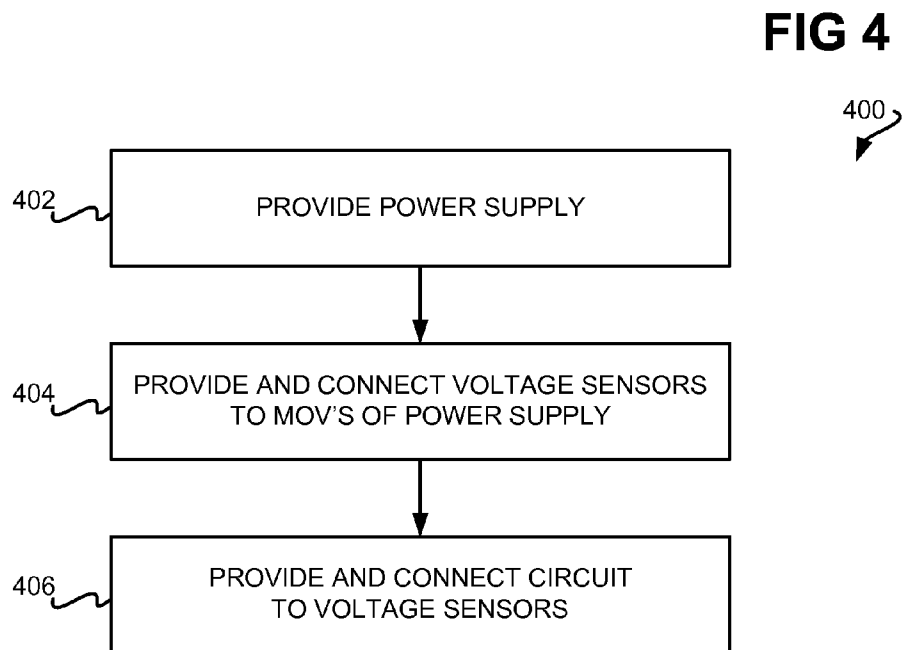 FIG 4
400
402
PROVIDE POWER SUPPLY
404
PROVIDE AND CONNECT VOLTAGE SENSORS
TO MOV'S OF POWER SUPPLY
406
PROVIDE AND CONNECT CIRCUIT
TO VOLTAGE SENSORS